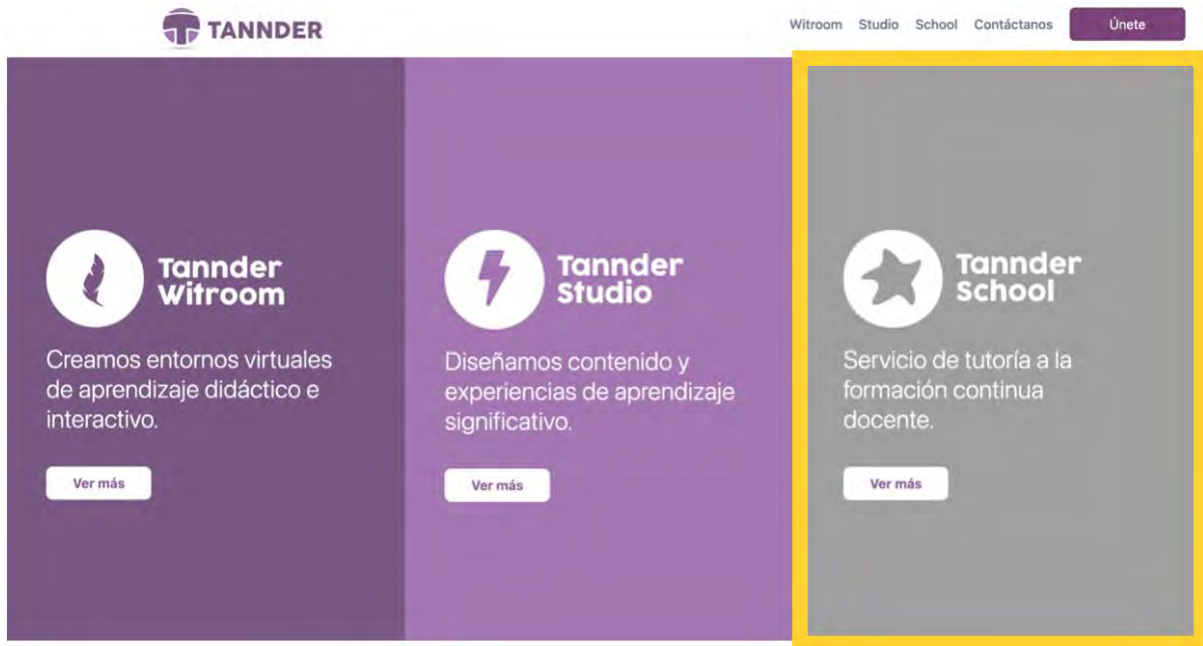 TANNDER
Witroom Studio School Contáctanos Únete
Tannder
Witroom
Creamos entornos virtuales
de aprendizaje didáctico e
interactivo.
Ver más
Tannder
Studio
Diseñamos contenido y
experiencias de aprendizaje
significativo.
Ver más
Tannder
School
Servicio de tutoría a la
formación continua
docente.
Ver más